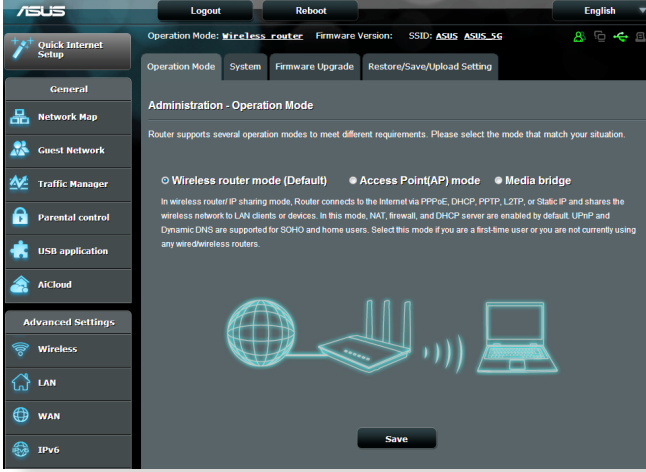 ASUS
Logout
Reboot
English
Quick Internet
Setup
General
Network Map
Guest Network
Traffic Manager
Parental control
USB application
AiCloud
Advanced Settings
Wireless
LAN
WAN
IPv6
Operation Mode: Wireless router Firmware Version: SSID: ASUS ASUS_5G
Operation Mode
System
Firmware Upgrade
Restore/Save/Upload Setting
Administration - Operation Mode
Router supports several operation modes to meet different requirements. Please select the mode that match your situation.
Wireless router mode (Default)
Access Point(AP) mode
Media bridge
In wireless router/ IP sharing mode, Router connects to the Internet via PPPoE, DHCP, PPTP, L2TP, or Static IP and shares the
wireless network to LAN clients or devices. In this mode, NAT, firewall, and DHCP server are enabled by default. UPnP and
Dynamic DNS are supported for SOHO and home users. Select this mode if you are a first-time user or you are not currently using
any wired/wireless routers.
Save